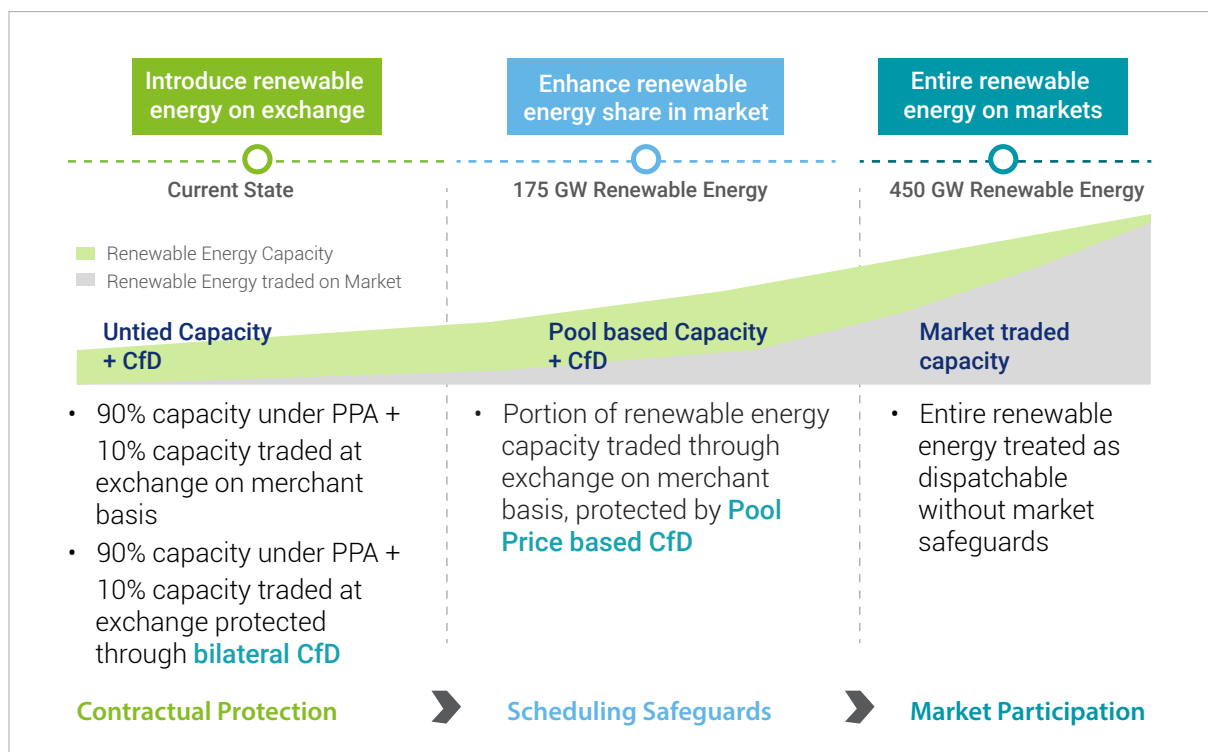 Introduce renewable
energy on exchange
Enhance renewable
energy share in market
Entire renewable
energy on markets
Current State
175 GW Renewable Energy
450 GW Renewable Energy
Renewable Energy Capacity
Renewable Energy traded on Market
Untied Capacity
+ CfD
Pool based Capacity
+ CfD
Market traded
capacity
• 90% capacity under PPA +
10% capacity traded at
exchange on merchant
basis
• 90% capacity under PPA +
10% capacity traded at
exchange protected
through bilateral CfD
• Portion of renewable energy
capacity traded through
exchange on merchant
basis, protected by Pool
Price based CfD
• Entire renewable
energy treated as
dispatchable
without market
safeguards
Contractual Protection
Scheduling Safeguards
Market Participation